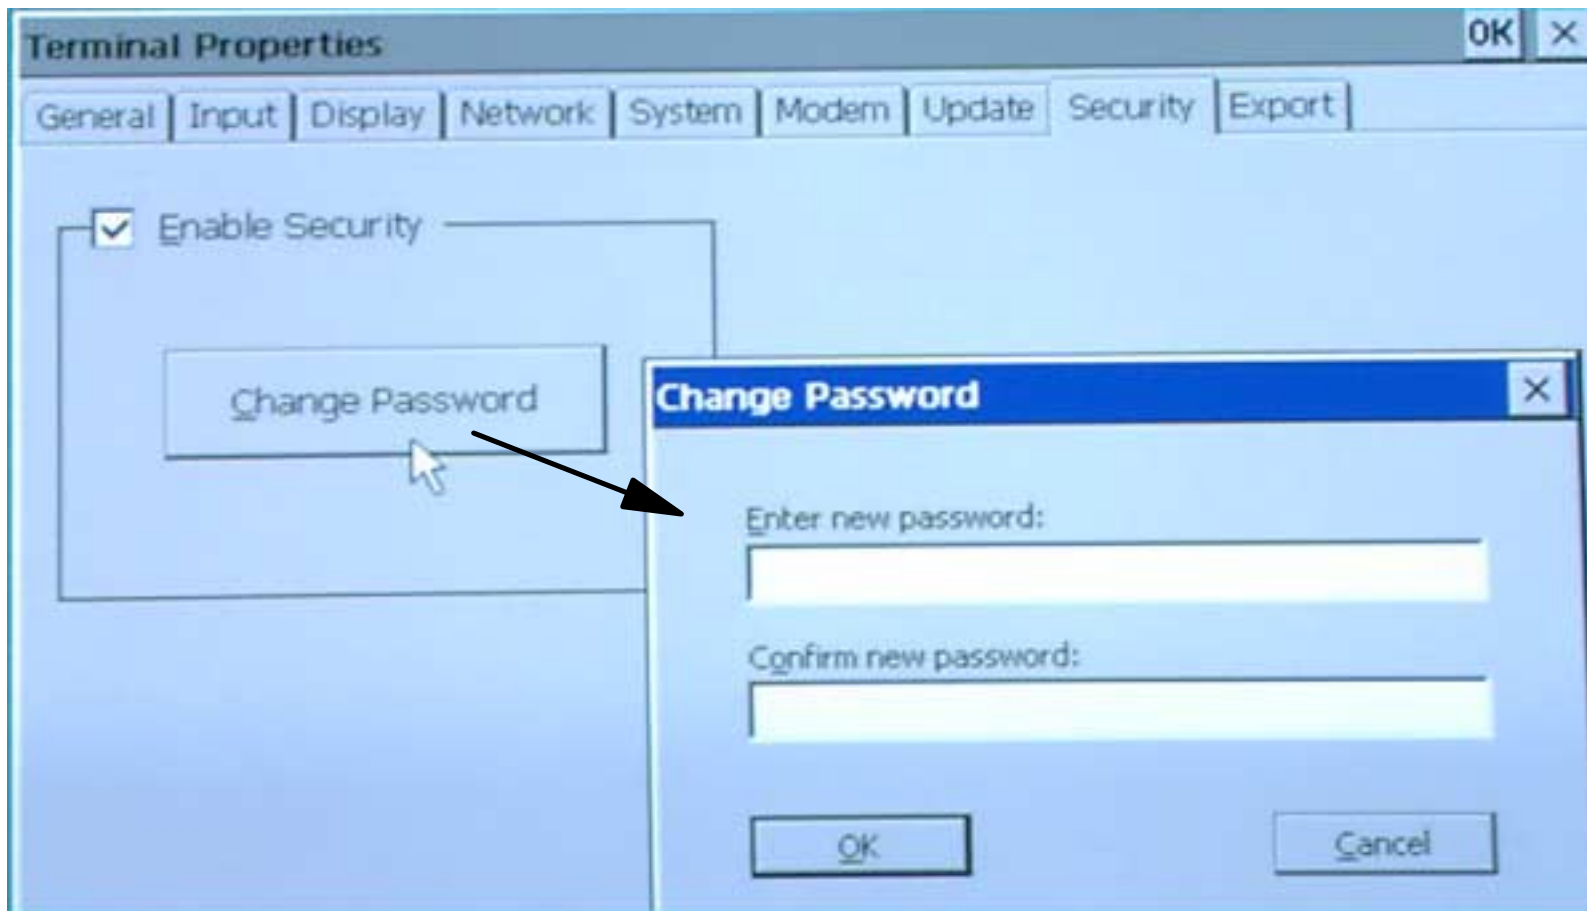 Terminal Properties OK ×
General Input Display Network System Modem Update Security Export
Enable Security
Change Password
Change Password ×
Enter new password:
Confirm new password:
OK Cancel